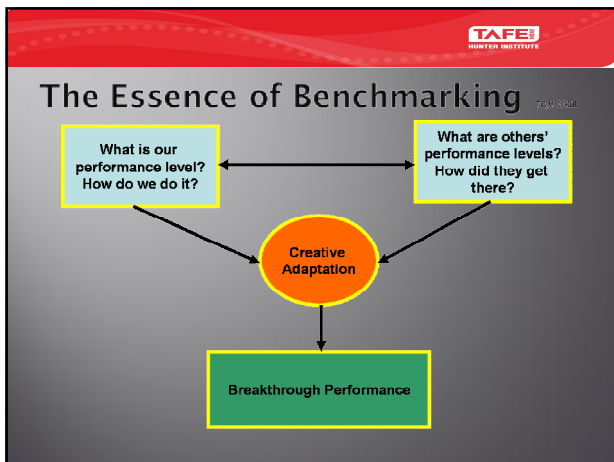 TAFE NSW
HUNTER INSTITUTE
The Essence of Benchmarking
What is our
performance level?
How do we do it?
What are others'
performance levels?
How did they get
there?
Creative
Adaptation
Breakthrough Performance